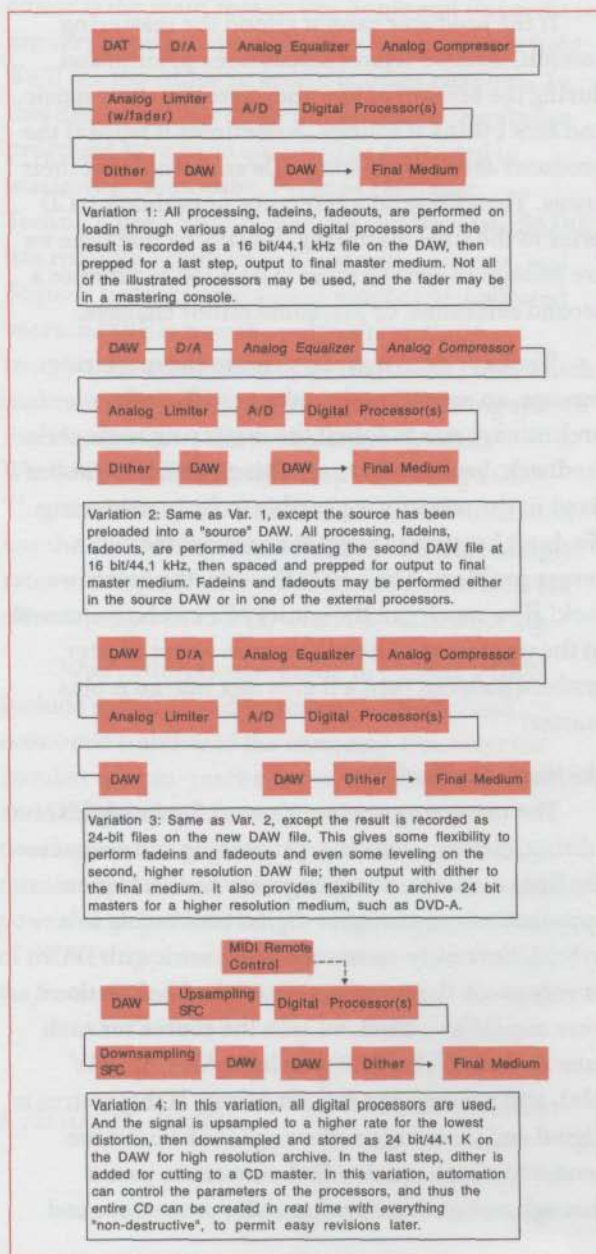 DAT D/A Analog Equalizer Analog Compressor
Analog Limiter
(w/fader) A/D Digital Processor(s)
Dither DAW DAW Final Medium
Variation 1: All processing, fadeins, fadeouts, are performed on
loadin through various analog and digital processors and the
result is recorded as a 16 bit/44.1 kHz file on the DAW, then
prepped for a last step, output to final master medium. Not all
of the illustrated processors may be used, and the fader may be
in a mastering console.
DAW D/A Analog Equalizer Analog Compressor
Analog Limiter A/D Digital Processor(s)
Dither DAW DAW Final Medium
Variation 2: Same as Var. 1, except the source has been
preloaded into a "source" DAW. All processing, fadeins,
fadeouts, are performed while creating the second DAW file at
16 bit/44.1 kHz, then spaced and prepped for output to final
master medium. Fadeins and fadeouts may be performed either
in the source DAW or in one of the external processors.
DAW D/A Analog Equalizer Analog Compressor
Analog Limiter A/D Digital Processor(s)
DAW DAW Dither Final Medium
Variation 3: Same as Var. 2, except the result is recorded as
24-bit files on the new DAW file. This gives some flexibility to
perform fadeins and fadeouts and even some leveling on the
second, higher resolution DAW file; then output with dither to
the final medium. It also provides flexibility to archive 24 bit
masters for a higher resolution medium, such as DVD-A.
MIDI Remote
Control
DAW Upsampling
SFC Digital Processor(s)
Downsampling
SFC DAW DAW Dither Final Medium
Variation 4: In this variation, all digital processors are used.
And the signal is upsampled to a higher rate for the lowest
distortion, then downsampled and stored as 24 bit/44.1 K on
the DAW for high resolution archive. In the last step, dither is
added for cutting to a CD master. In this variation, automation
can control the parameters of the processors, and thus the
entire CD can be created in real time with everything
"non-destructive", to permit easy revisions later.